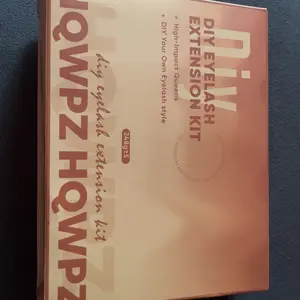 Diy
DIY EYELASH
EXTENSION KIT
High-Impact Queens
DIY Your Own Eyelash style
diy eyelash extension kit
HQWPZ HQWPZ